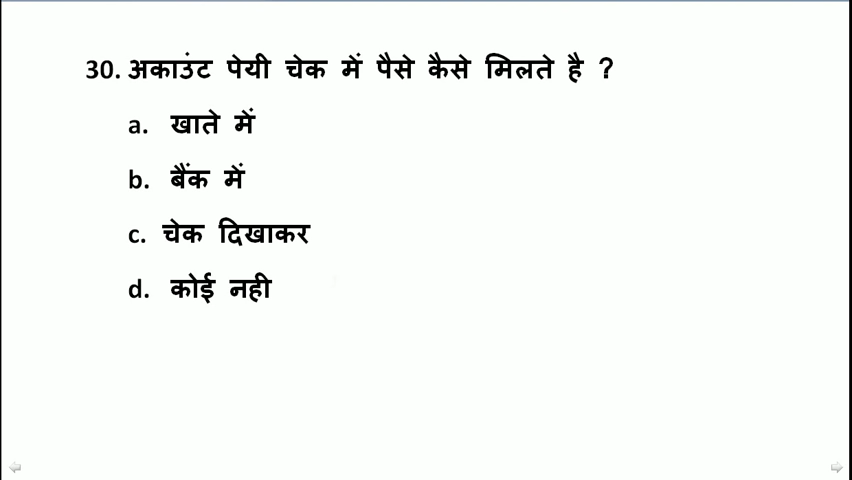 30. अकाउंट पेयी चेक में पैसे कैसे मिलते है ?
a. खाते में
b. बैंक में
c. चेक दिखाकर
d. कोई नही